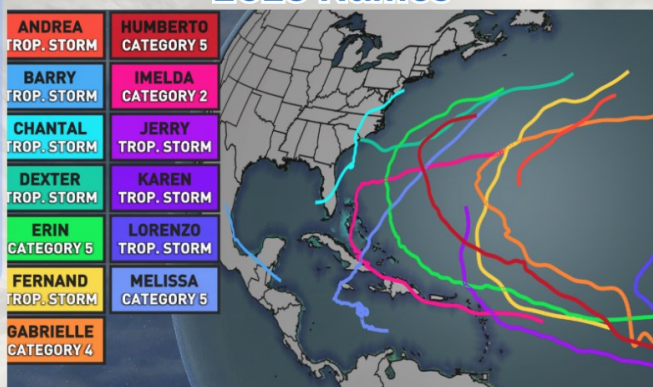 ANDREA
TROP. STORM
HUMBERTO
CATEGORY 5
BARRY
TROP. STORM
IMELDA
CATEGORY 2
CHANTAL
TROP. STORM
JERRY
TROP. STORM
DEXTER
TROP. STORM
KAREN
TROP. STORM
ERIN
CATEGORY 5
LORENZO
TROP. STORM
FERNAND
TROP. STORM
MELISSA
CATEGORY 5
GABRIELLE
CATEGORY 4